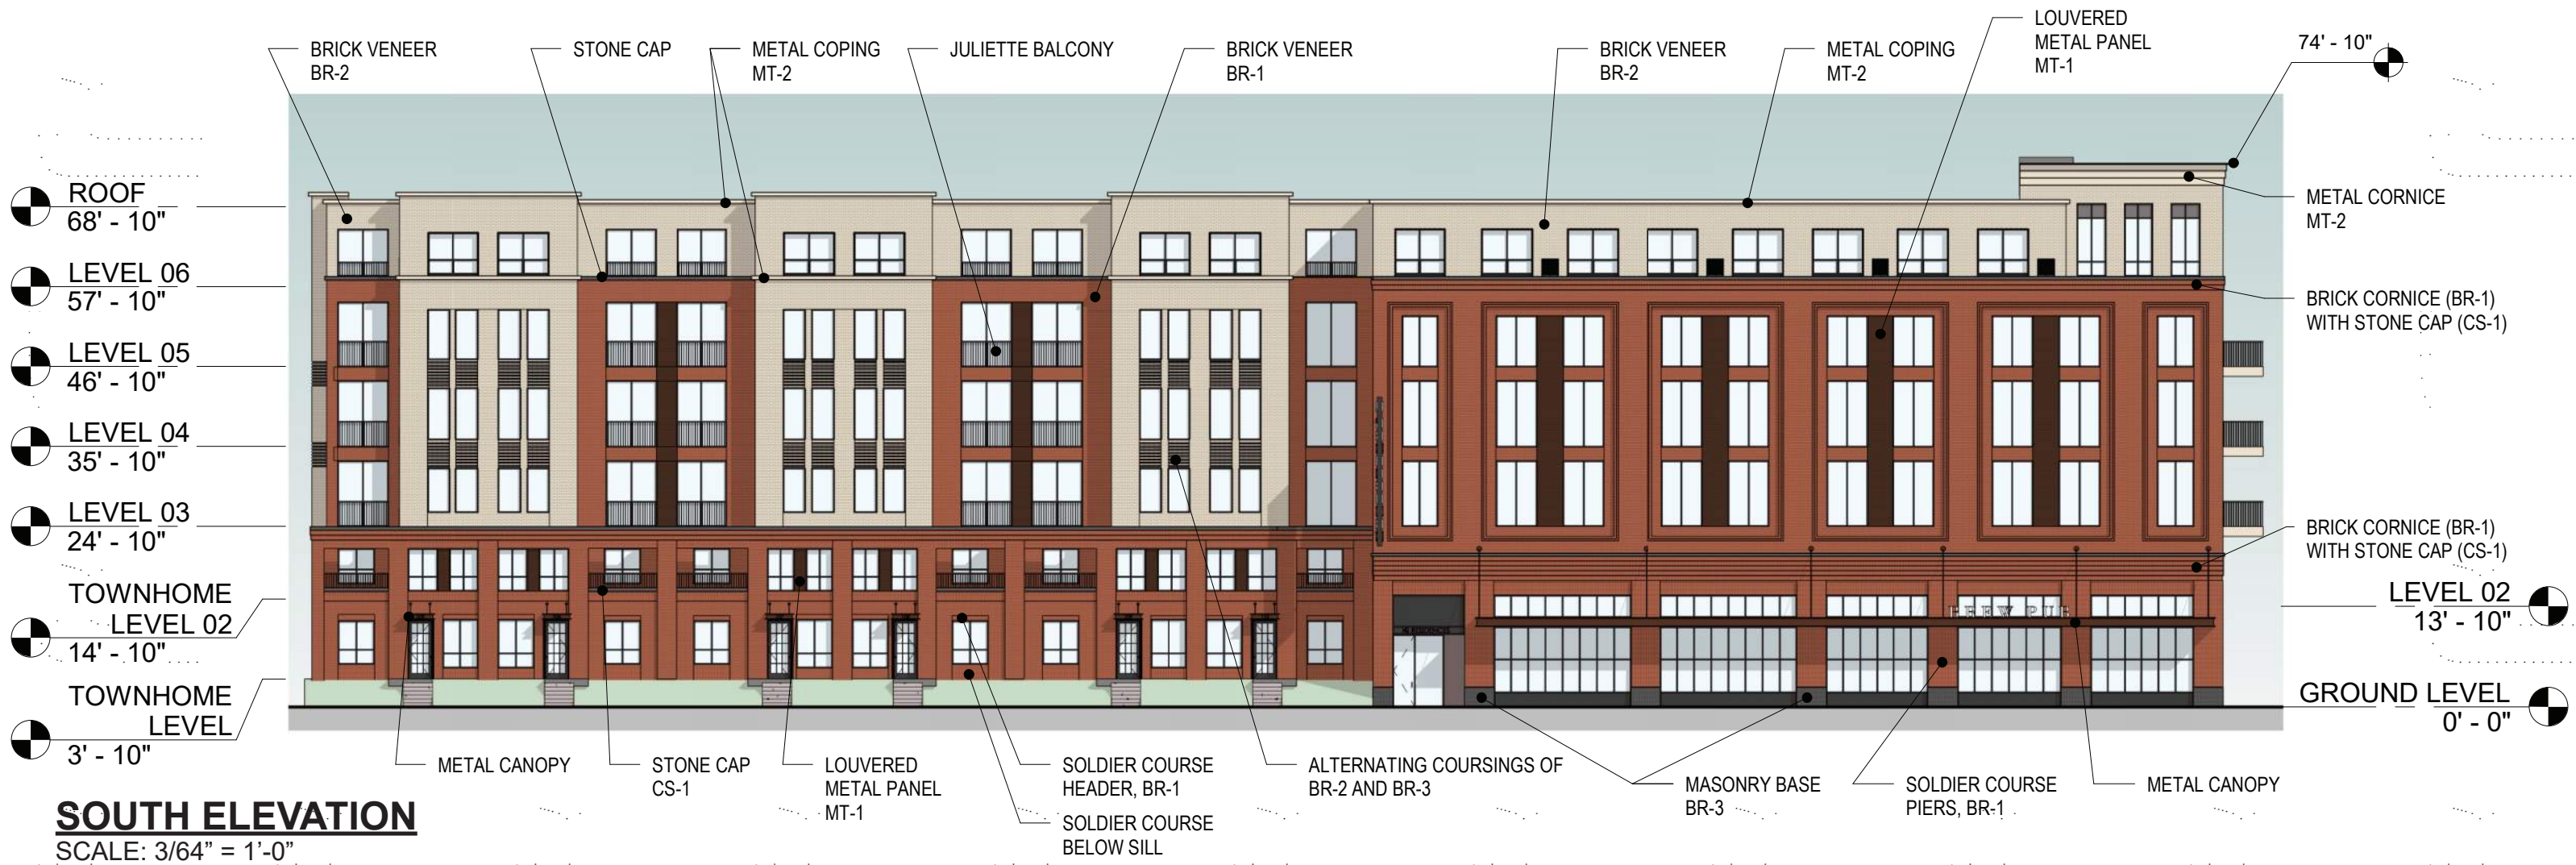 BRICK VENEER
BR-2
STONE CAP
METAL COPING
MT-2
JULIETTE BALCONY
BRICK VENEER
BR-1
BRICK VENEER
BR-2
METAL COPING
MT-2
LOUVERED
METAL PANEL
MT-1
74' - 10"
ROOF
68' - 10"
LEVEL 06
57' - 10"
LEVEL 05
46' - 10"
LEVEL 04
35' - 10"
LEVEL 03
24' - 10"
TOWNHOME
LEVEL 02
14' - 10"
TOWNHOME
LEVEL
3' - 10"
METAL CORNICE
MT-2
BRICK CORNICE (BR-1)
WITH STONE CAP (CS-1)
BRICK CORNICE (BR-1)
WITH STONE CAP (CS-1)
LEVEL 02
13' - 10"
GROUND LEVEL
0' - 0"
BREW PUB
METAL CANOPY
STONE CAP
CS-1
LOUVERED
METAL PANEL
MT-1
SOLDIER COURSE
HEADER, BR-1
SOLDIER COURSE
BELOW SILL
ALTERNATING COURSINGS OF
BR-2 AND BR-3
MASONRY BASE
BR-3
SOLDIER COURSE
PIERS, BR-1
METAL CANOPY
SOUTH ELEVATION
SCALE: 3/64” = 1’-0”